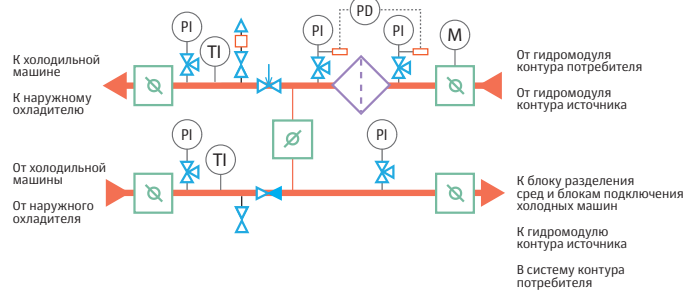 PI
PI
PD
PI
M
TI
К холодильной
машине
К наружному
охладителю
От гидромодуля
контура потребителя
От гидромодуля
контура источника
PI
TI
PI
От холодильной
машины
От наружного
охладителя
К блоку разделения
сред и блокам подключения
холодных машин
К гидромодулю
контура источника
В систему контура
потребителя